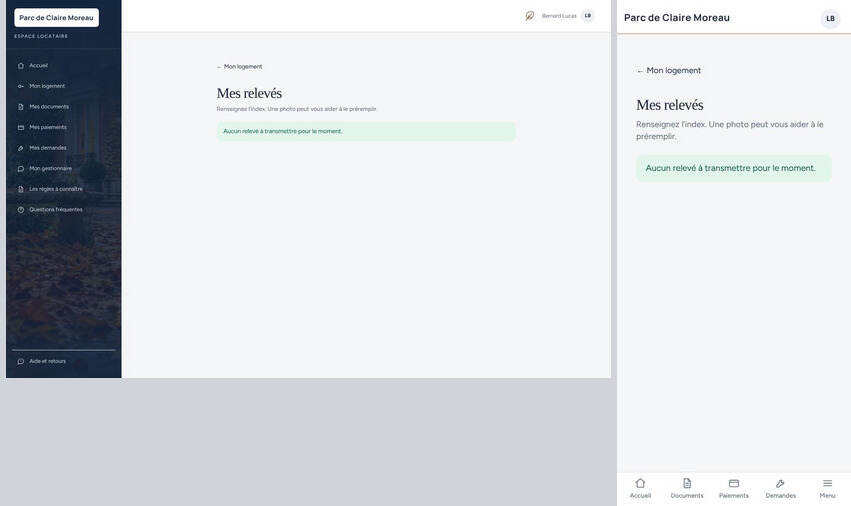 Parc de Claire Moreau
ESPACE LOCATAIRE
Accueil
Mon logement
Mes documents
Mes paiements
Mes demandes
Mon gestionnaire
Les règles à connaître
Questions fréquentes
Aide et retours
Bernard Lucas LB
← Mon logement
Mes relevés
Renseignez l'index. Une photo peut vous aider à le préremplir.
Aucun relevé à transmettre pour le moment.
Parc de Claire Moreau LB
← Mon logement
Mes relevés
Renseignez l'index. Une photo peut vous aider à le
préremplir.
Aucun relevé à transmettre pour le moment.
Accueil Documents Paiements Demandes Menu